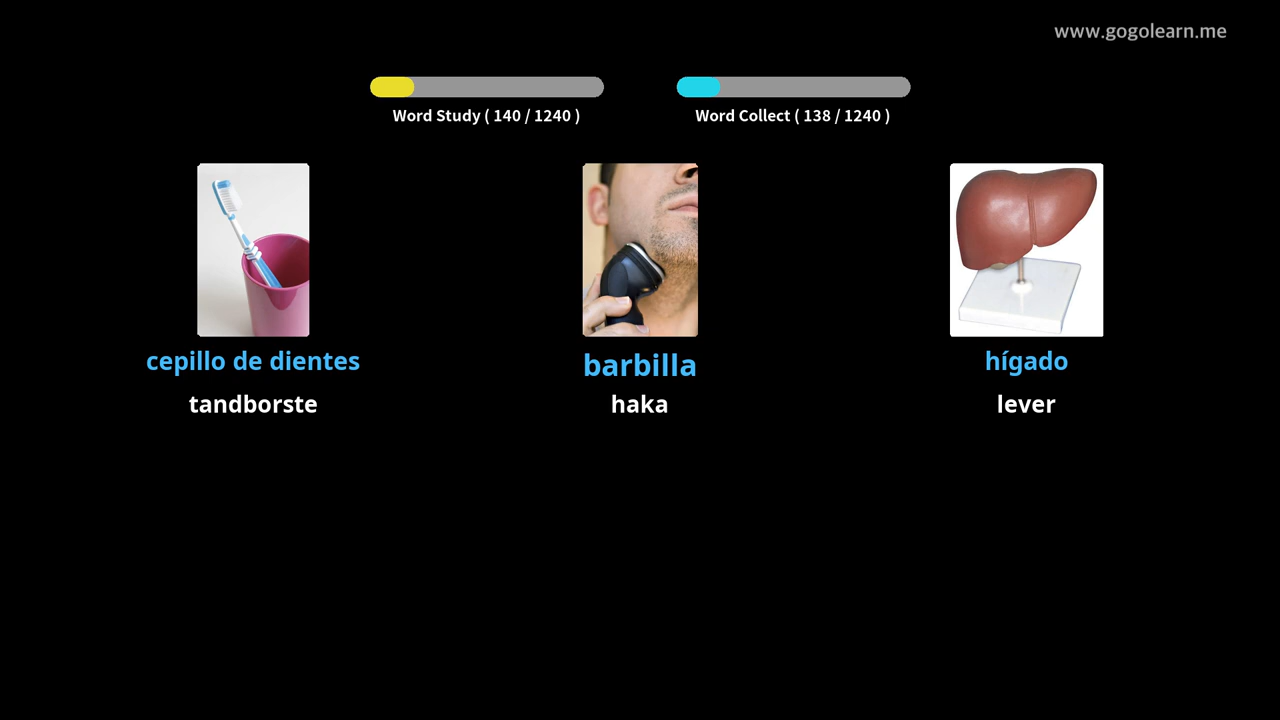 www.gogolearn.me
Word Study ( 140 / 1240 )
Word Collect ( 138 / 1240 )
cepillo de dientes
barbilla
hígado
tandborste
haka
lever